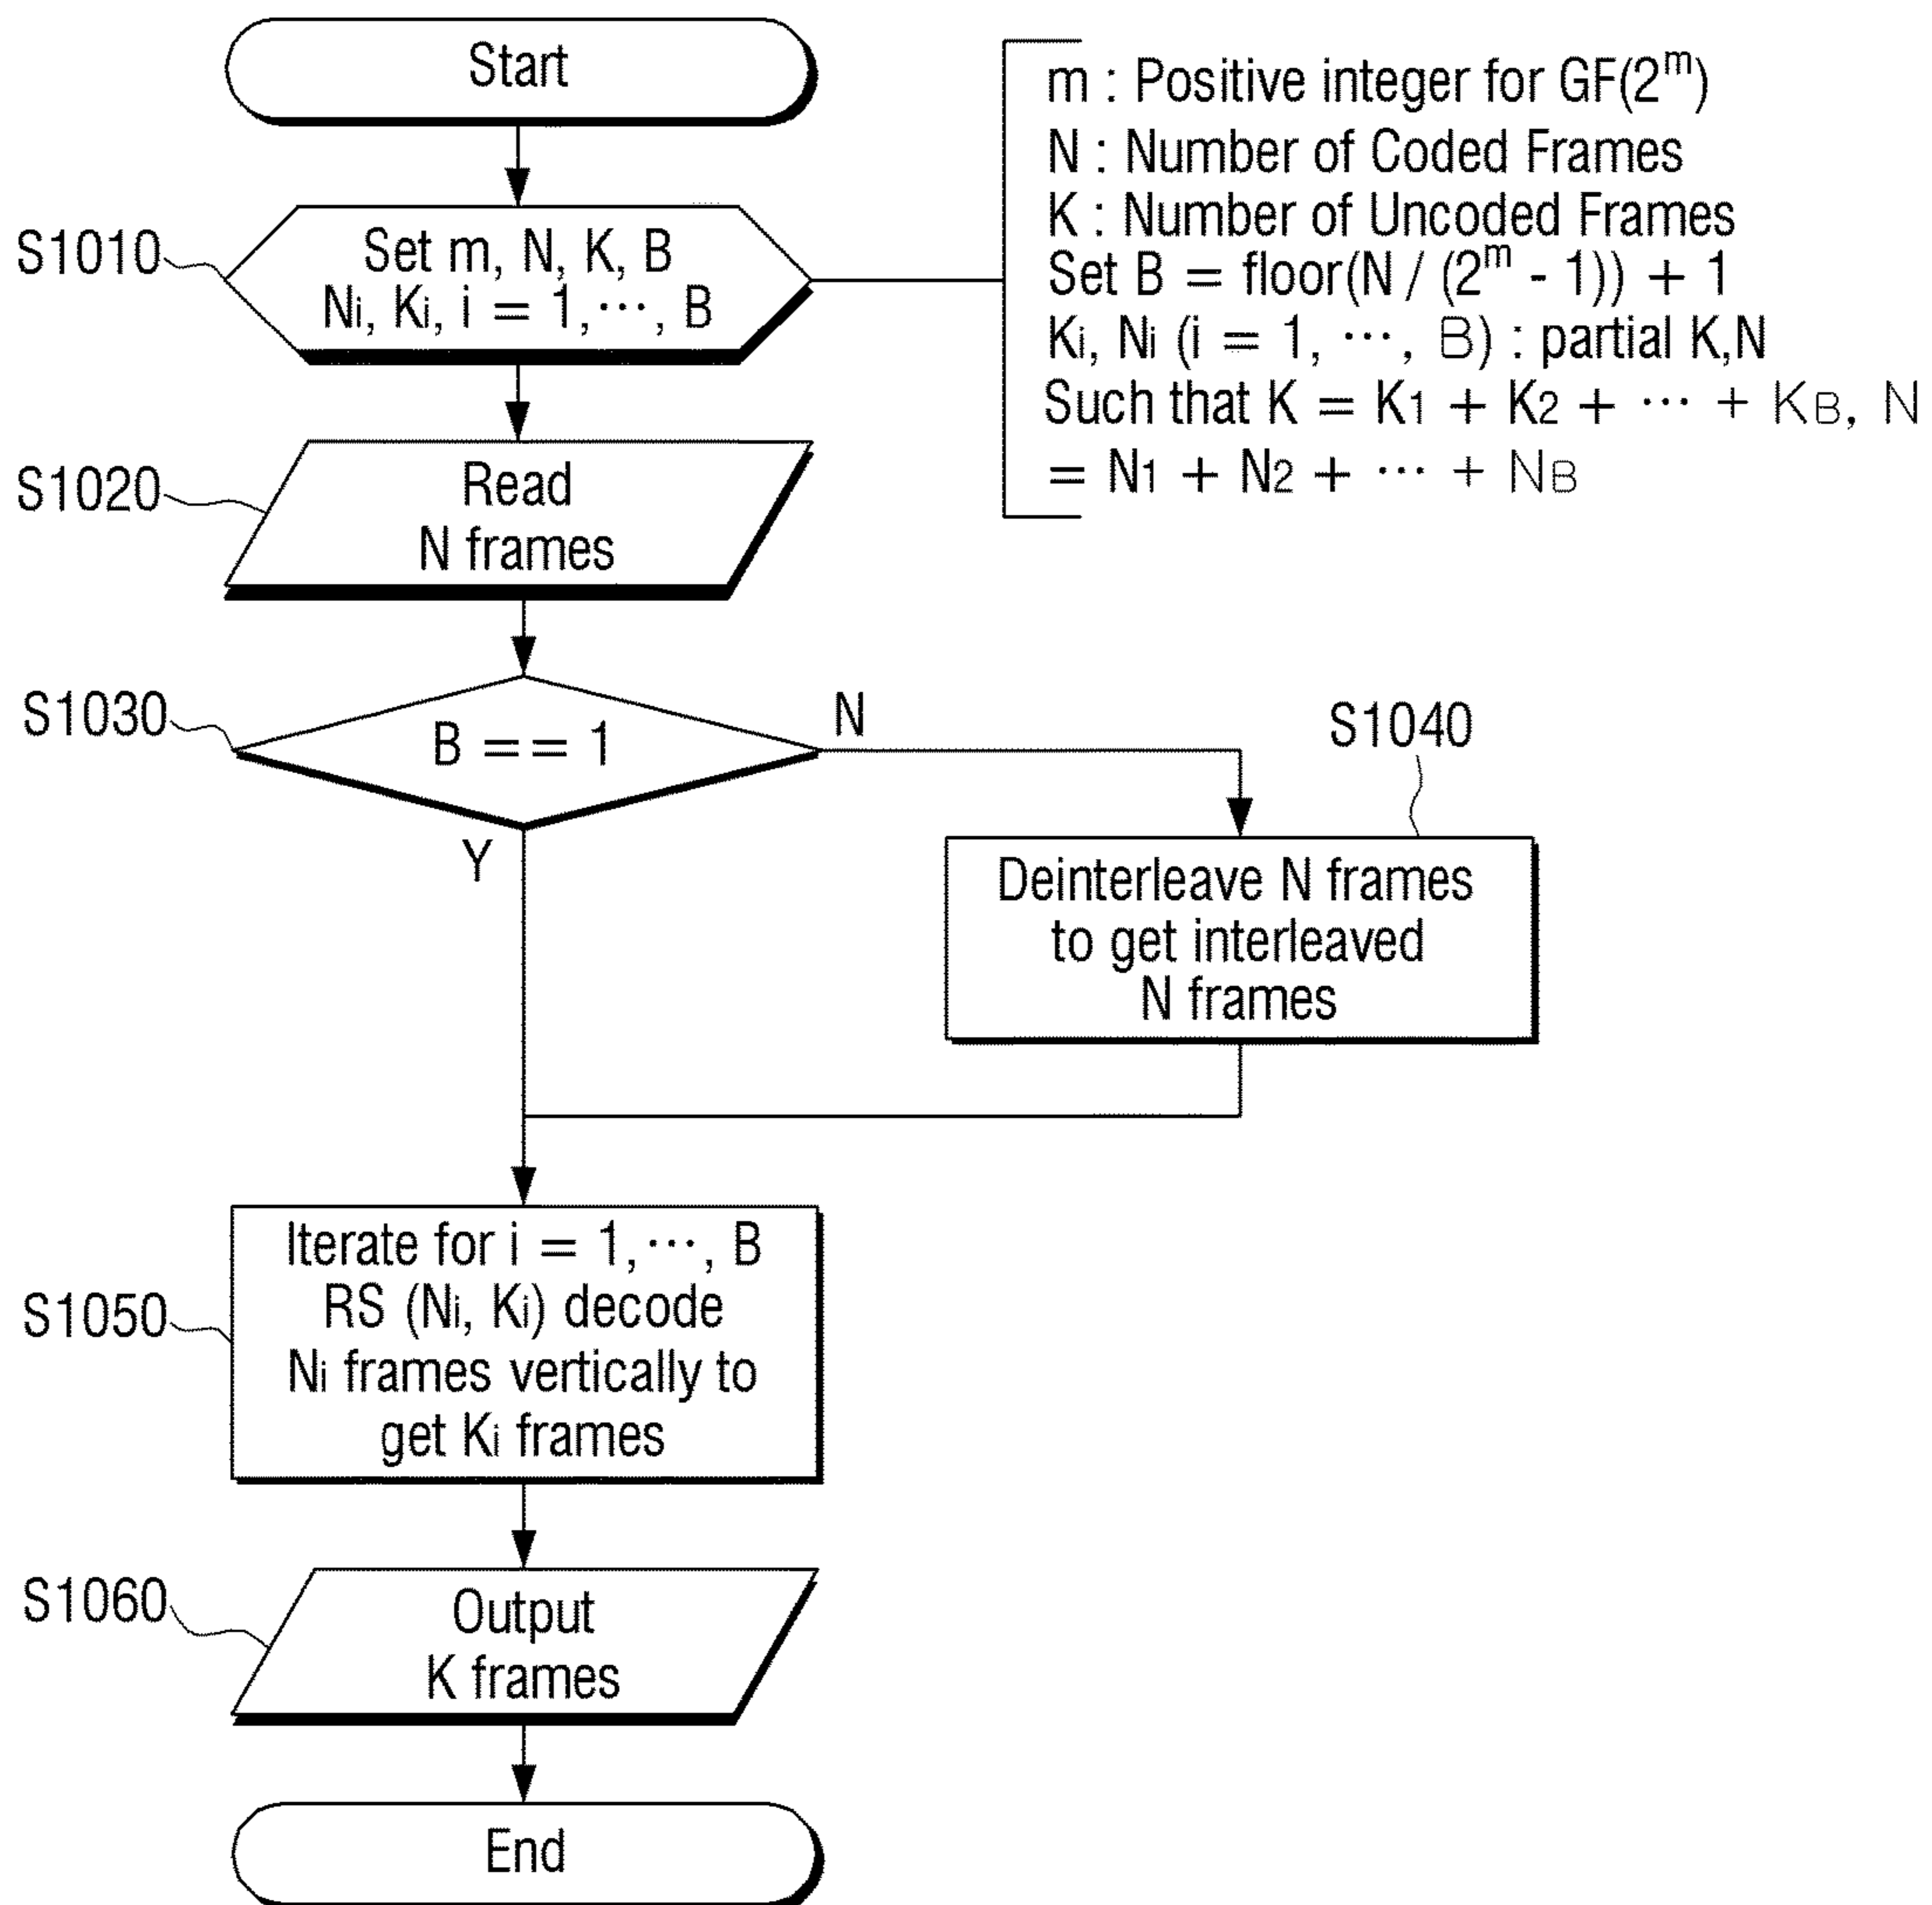 Start
m : Positive integer for GF(2^m)
N : Number of Coded Frames
K : Number of Uncoded Frames
Set B = floor(N / (2^m - 1)) + 1
Ki, Ni (i = 1, ⋯, B) : partial K,N
Such that K = K1 + K2 + ⋯ + KB, N
= N1 + N2 + ⋯ + NB
S1010
Set m, N, K, B
Ni, Ki, i = 1,⋯, B
S1020
Read
N frames
S1030
B == 1
N
Y
S1040
Deinterleave N frames
to get interleaved
N frames
S1050
Iterate for i = 1,⋯, B
RS (Ni, Ki) decode
Ni frames vertically to
get Ki frames
S1060
Output
K frames
End